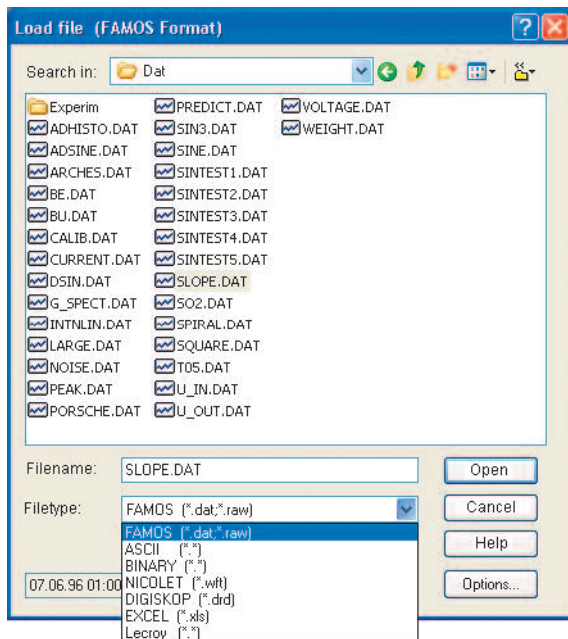 Load file (FAMOS Format)
Search in: Dat
Experim
ADHISTO.DAT
ADSINE.DAT
ARCHES.DAT
BE.DAT
BU.DAT
CALIB.DAT
CURRENT.DAT
DSIN.DAT
G_SPECT.DAT
INTNLIN.DAT
LARGE.DAT
NOISE.DAT
PEAK.DAT
PORSCHE.DAT
PREDICT.DAT
SIN3.DAT
SINE.DAT
SINTEST1.DAT
SINTEST2.DAT
SINTEST3.DAT
SINTEST4.DAT
SINTEST5.DAT
SLOPE.DAT
SO2.DAT
SPIRAL.DAT
SQUARE.DAT
T05.DAT
U_IN.DAT
U_OUT.DAT
VOLTAGE.DAT
WEIGHT.DAT
Filename: SLOPE.DAT
Open
Filetype: FAMOS (*.dat;*.raw)
Cancel
FAMOS (*.dat;*.raw)
ASCII (*.*)
BINARY (*.*)
NICOLET (*.wft)
DIGISKOP (*.drd)
EXCEL (*.xls)
Lecroy (*.*)
Help
07.06.96 01:00
Options...